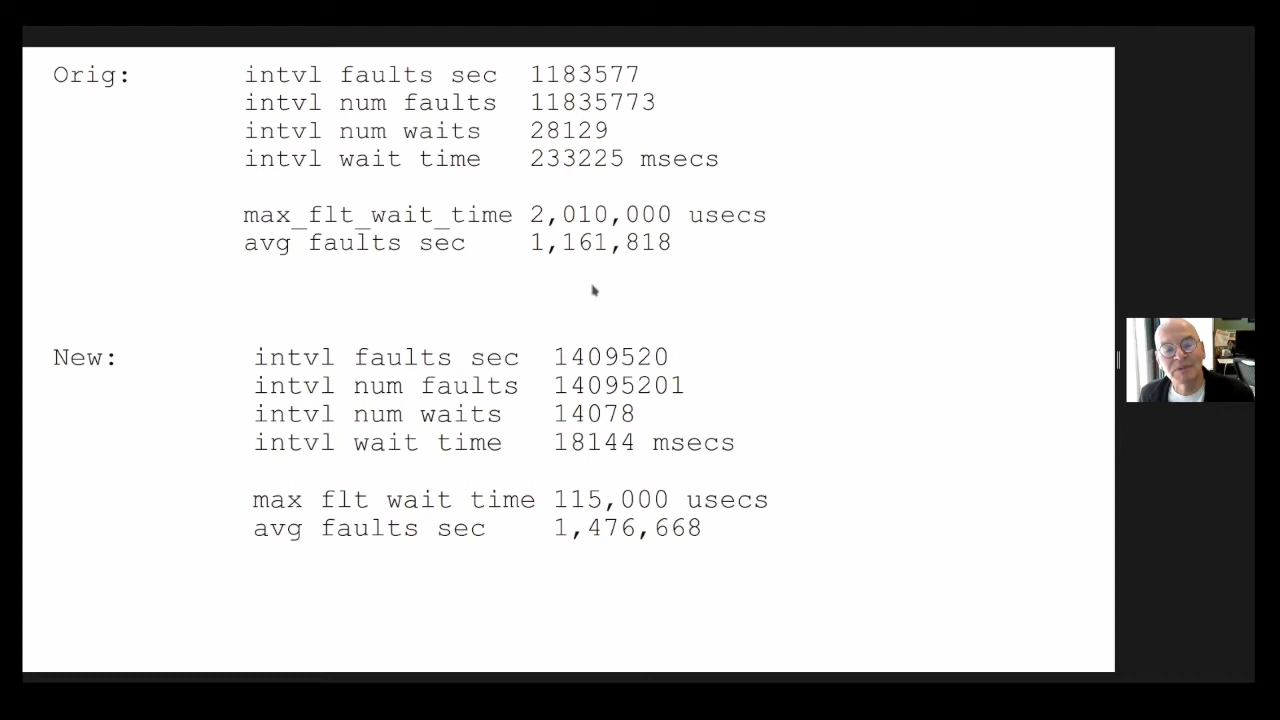 Orig: intvl faults sec 1183577
intvl num faults 11835773
intvl num waits 28129
intvl wait time 233225 msecs
max_flt_wait_time 2,010,000 usecs
avg faults sec 1,161,818
New: intvl faults sec 1409520
intvl num faults 14095201
intvl num waits 14078
intvl wait time 18144 msecs
max flt wait time 115,000 usecs
avg faults sec 1,476,668